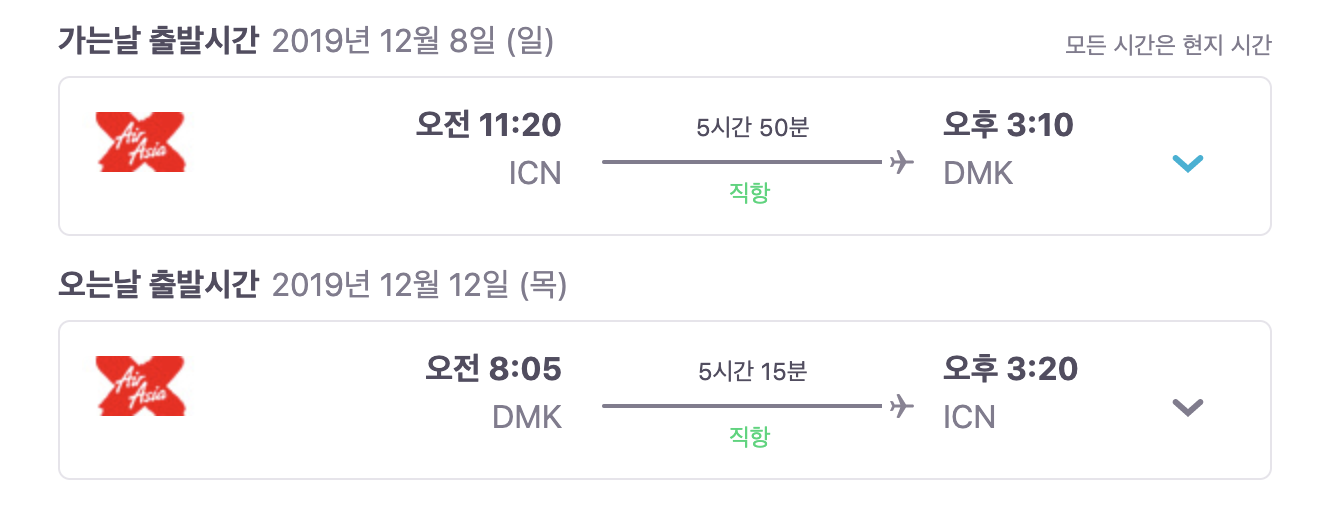 가는날 출발시간 2019년 12월 8일 (일)
모든 시간은 현지 시간
Air Asia
오전 11:20
ICN
5시간 50분
직항
오후 3:10
DMK
오는날 출발시간 2019년 12월 12일 (목)
Air Asia
오전 8:05
DMK
5시간 15분
직항
오후 3:20
ICN